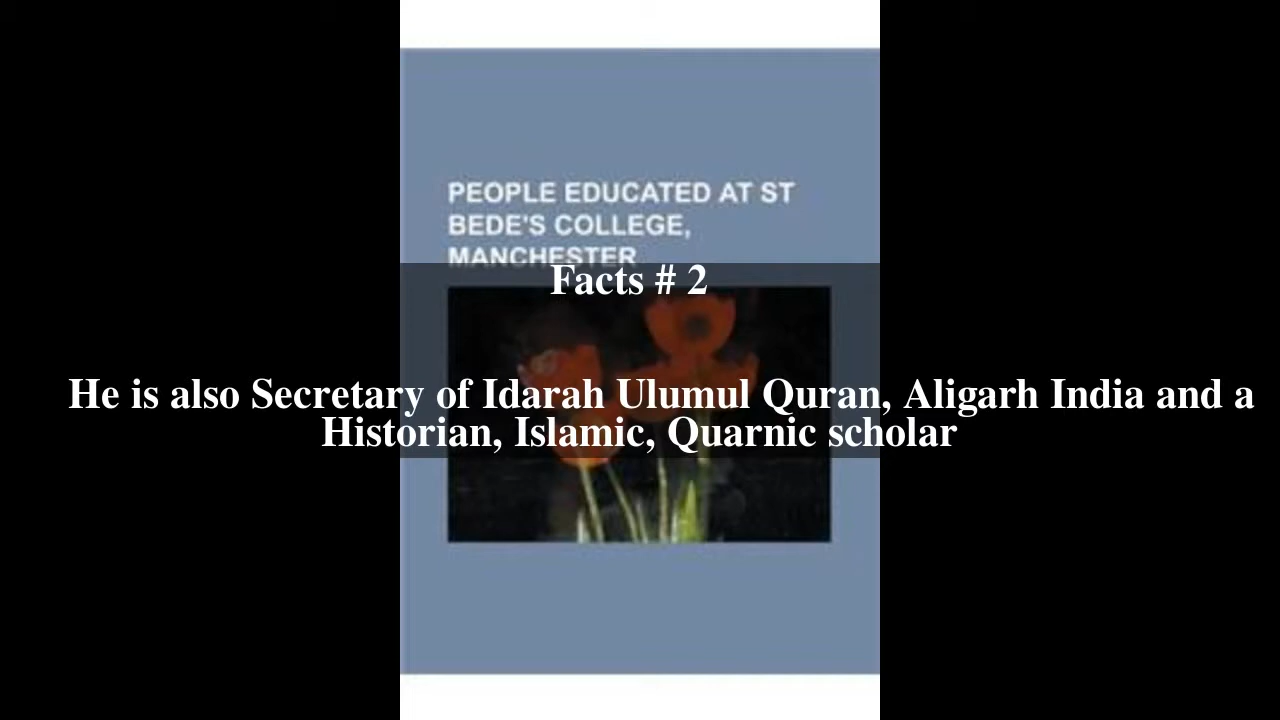 PEOPLE EDUCATED AT ST
BEDE'S COLLEGE,
MANCHESTER
Facts # 2
He is also Secretary of Idarah Ulumul Quran, Aligarh India and a
Historian, Islamic, Quarnic scholar